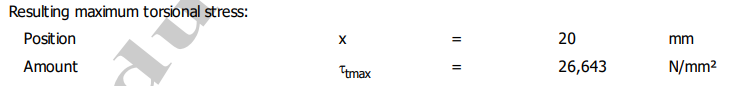 Resulting maximum torsional stress:
Position x = 20 mm
Amount τtmax = 26,643 N/mm²